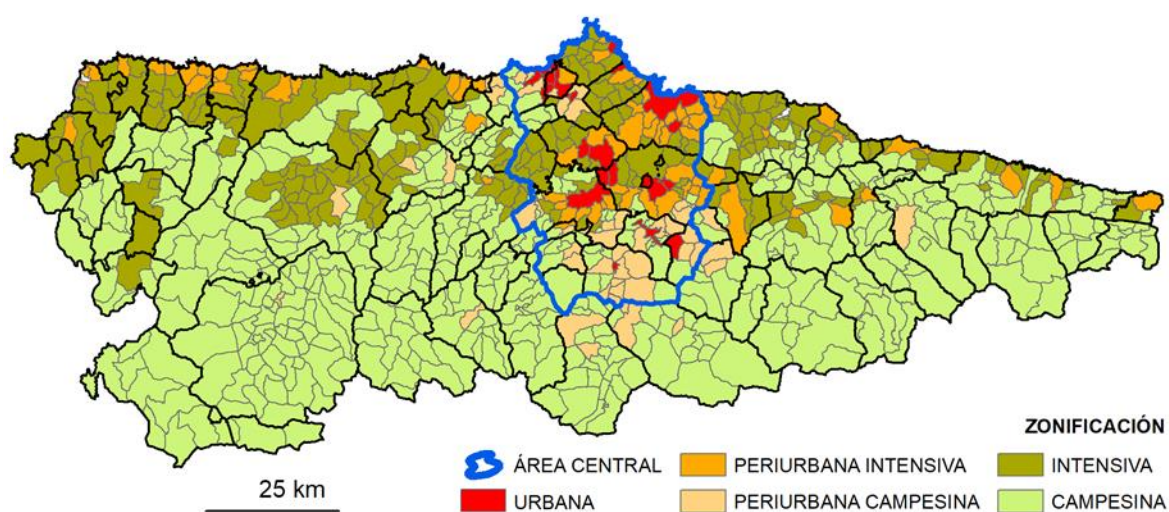 ZONIFICACIÓN
ÁREA CENTRAL
PERIURBANA INTENSIVA
INTENSIVA
25 km
URBANA
PERIURBANA CAMPESINA
CAMPESINA